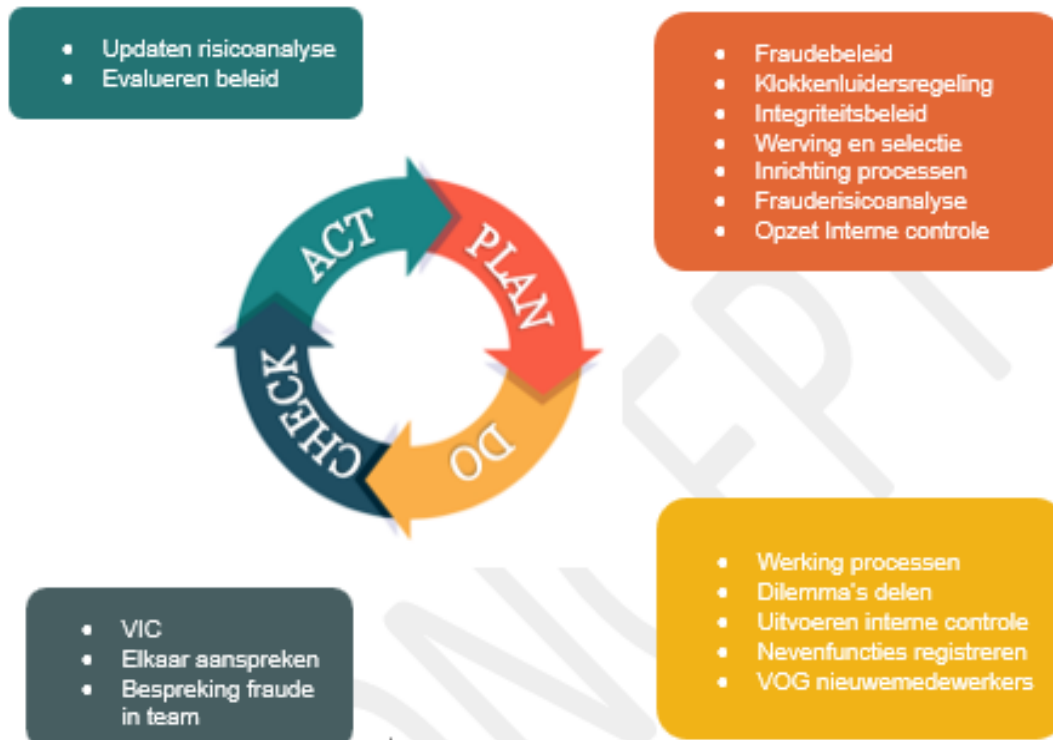 • Updaten risicoanalyse
• Evalueren beleid
• Fraudebeleid
• Klokkenluidersregeling
• Integriteitsbeleid
• Werving en selectie
• Inrichting processen
• Frauderisicoanalyse
• Opzet Interne controle
ACT
PLAN
CHECK
DO
• Werking processen
• Dilemma's delen
• Uitvoeren interne controle
• Nevenfuncties registreren
• VOG nieuwemedewerkers
• VIC
• Elkaar aanspreken
• Bespreking fraude
in team
CONCEPT